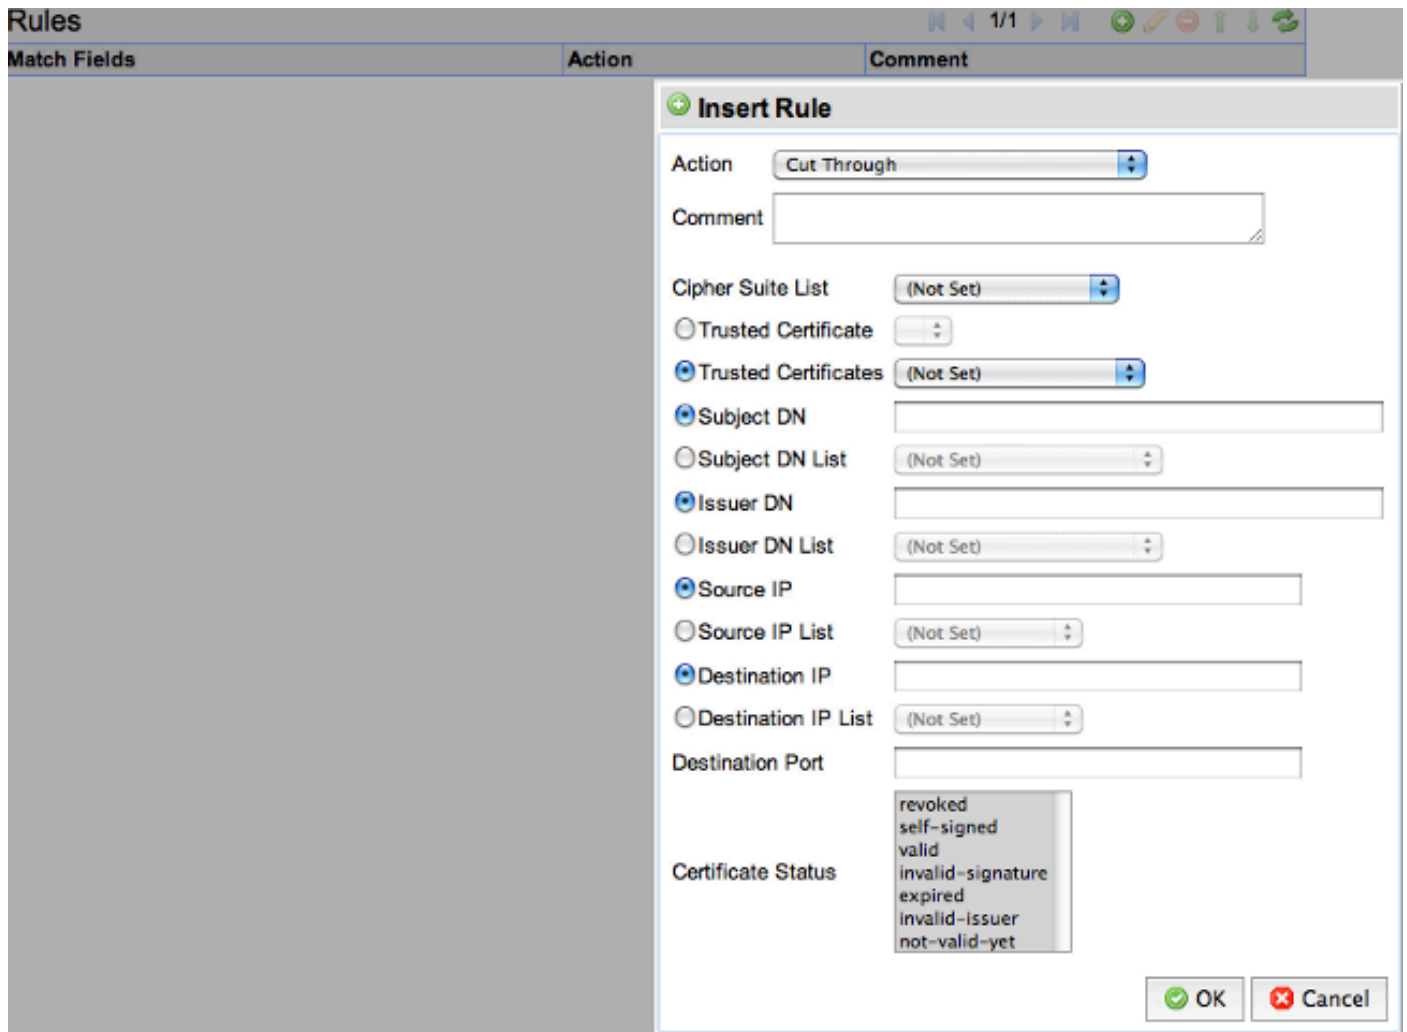 Rules 1/1
Match Fields Action Comment
Insert Rule
Action Cut Through
Comment
Cipher Suite List (Not Set)
Trusted Certificate
Trusted Certificates (Not Set)
Subject DN
Subject DN List (Not Set)
Issuer DN
Issuer DN List (Not Set)
Source IP
Source IP List (Not Set)
Destination IP
Destination IP List (Not Set)
Destination Port
revoked
self-signed
valid
Certificate Status invalid-signature
expired
invalid-issuer
not-valid-yet
OK Cancel